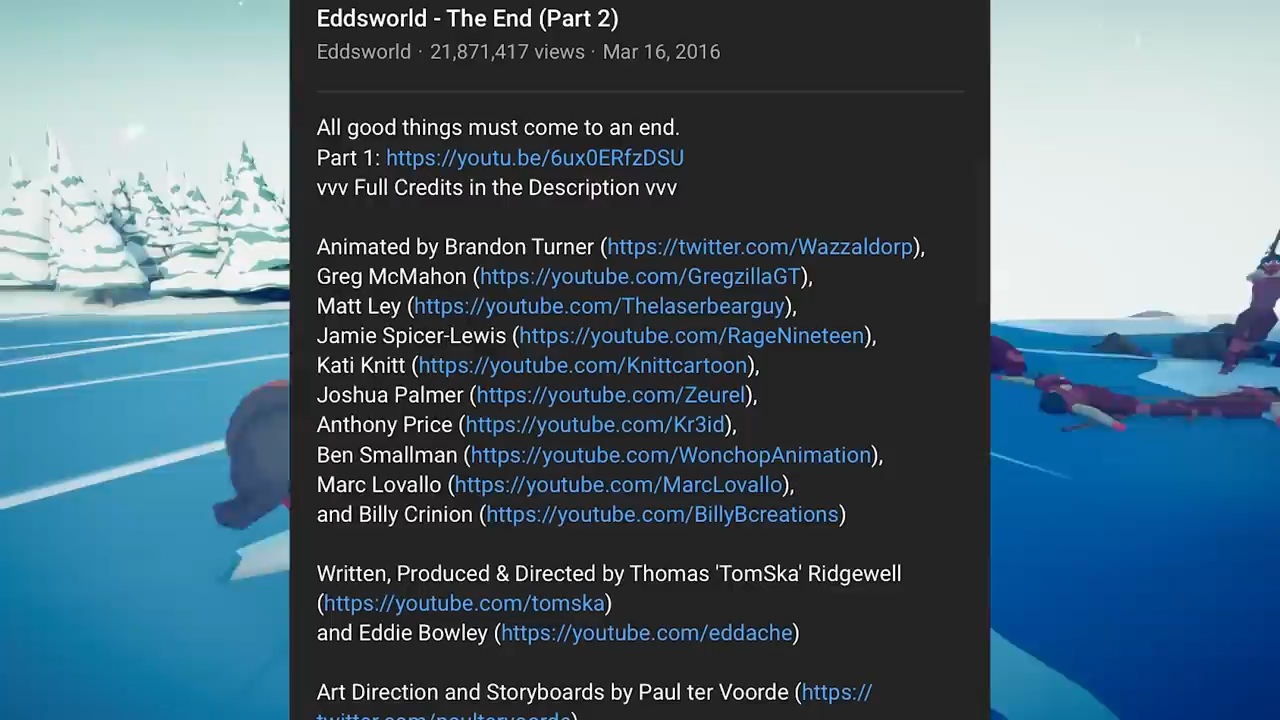 Eddsworld - The End (Part 2)
Eddsworld · 21,871,417 views · Mar 16, 2016
All good things must come to an end.
Part 1: https://youtu.be/6ux0ERfzDSU
vvv Full Credits in the Description vvv
Animated by Brandon Turner (https://twitter.com/Wazzaldorp),
Greg McMahon (https://youtube.com/GregzillaGT),
Matt Ley (https://youtube.com/Thelaserbearguy),
Jamie Spicer-Lewis (https://youtube.com/RageNineteen),
Kati Knitt (https://youtube.com/Knittcartoon),
Joshua Palmer (https://youtube.com/Zeurel),
Anthony Price (https://youtube.com/Kr3id),
Ben Smallman (https://youtube.com/WonchopAnimation),
Marc Lovallo (https://youtube.com/MarcLovallo),
and Billy Crinion (https://youtube.com/BillyBcreations)
Written, Produced & Directed by Thomas 'TomSka' Ridgewell
(https://youtube.com/tomska)
and Eddie Bowley (https://youtube.com/eddache)
Art Direction and Storyboards by Paul ter Voorde (https://
twitter.com/paultervoorde)